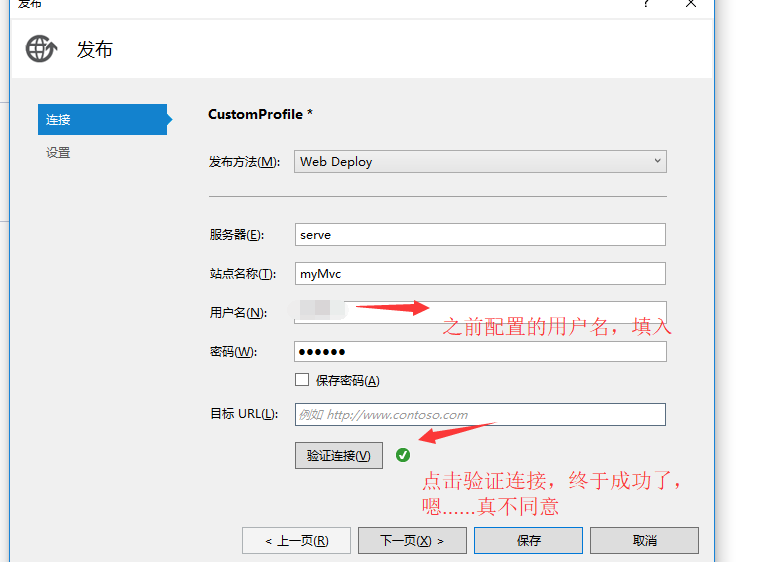 发布
? ×
发布
连接
设置
CustomProfile *
发布方法(M): Web Deploy
服务器(E): serve
站点名称(T): myMvc
用户名(N):
之前配置的用户名，填入
密码(W): ●●●●●●
保存密码(A)
目标 URL(L): 例如 http://www.contoso.com
验证连接(V)
点击验证连接，终于成功了，
嗯......真不同意
< 上一页(R) 下一页(X) > 保存 取消